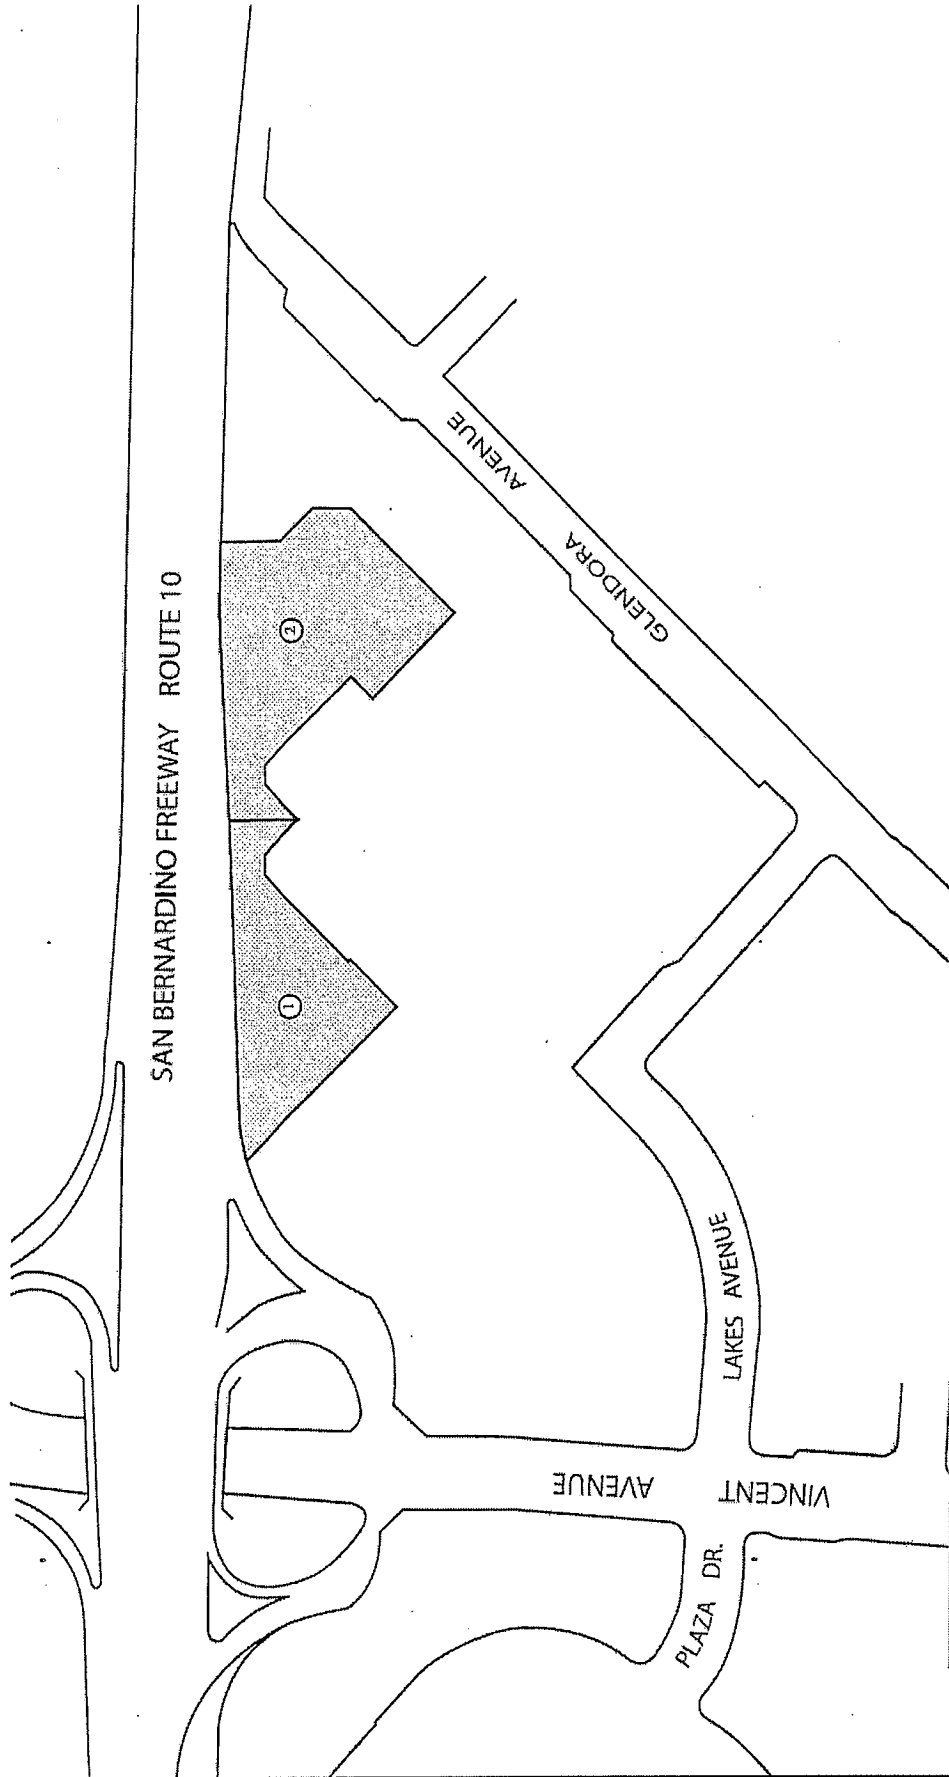 SAN BERNARDINO FREEWAY ROUTE 10
2
1
GLENDORA AVENUE
LAKES AVENUE
VINCENT AVENUE
PLAZA DR.